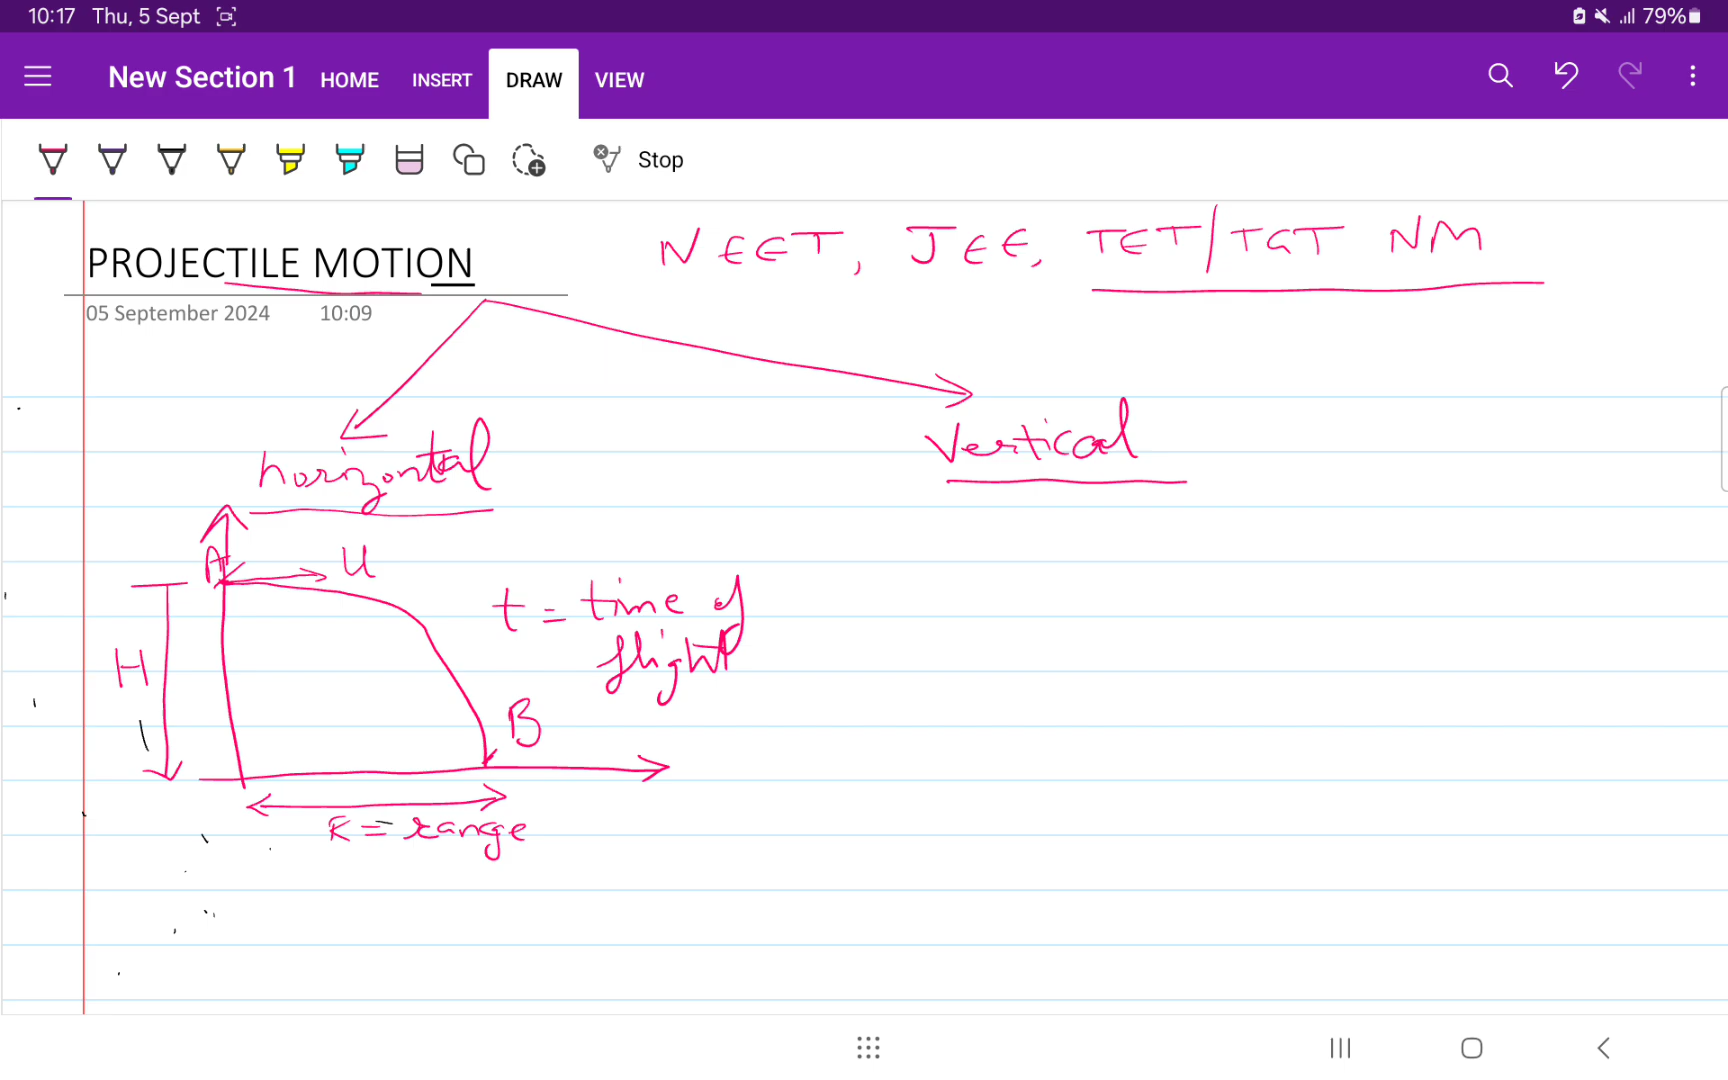 10:17 Thu, 5 Sept 79%
New Section 1 HOME INSERT DRAW VIEW
Stop
NEET, JEE, TET/TGT NM
PROJECTILE MOTION
05 September 2024 10:09
horizontal
Vertical
A
U
t = time of
flight
H
B
R = range